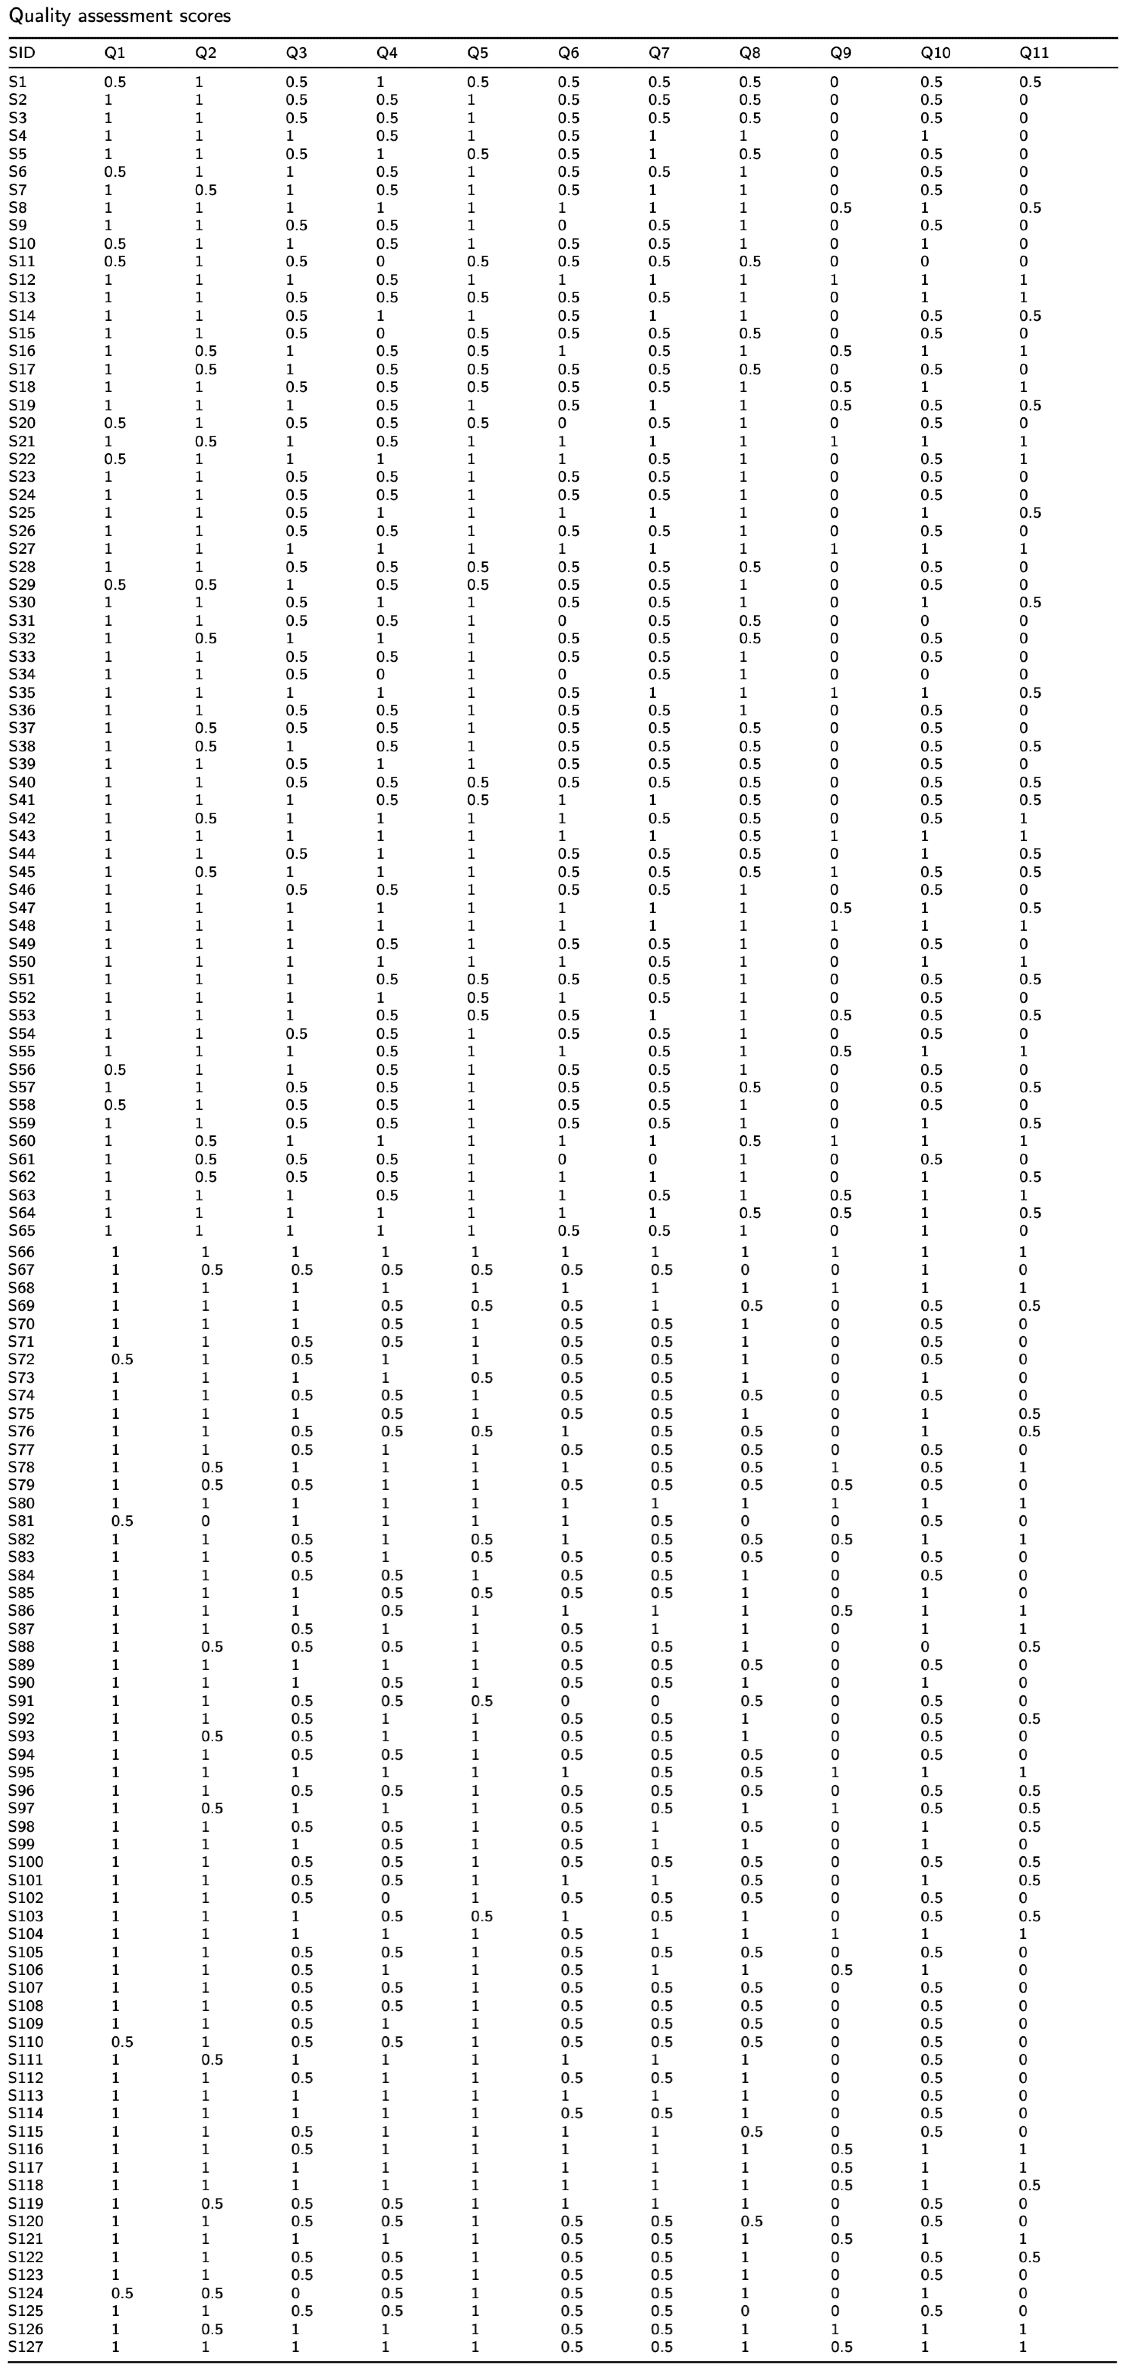 Quality assessment scores
SID Q1 Q2 Q3 Q4 Q5 Q6 Q7 Q8 Q9 Q10 Q11
S1 0.5 1 0.5 1 0.5 0.5 0.5 0.5 0 0.5 0.5
S2 1 1 0.5 0.5 1 0.5 0.5 0.5 0 0.5 0
S3 1 1 0.5 0.5 1 0.5 0.5 0.5 0 0.5 0
S4 1 1 1 0.5 1 0.5 1 1 0 1 0
S5 1 1 0.5 1 0.5 0.5 1 0.5 0 0.5 0
S6 0.5 1 1 0.5 1 0.5 0.5 1 0 0.5 0
S7 1 0.5 1 0.5 1 0.5 1 1 0 0.5 0
S8 1 1 1 1 1 1 1 1 0.5 1 0.5
S9 1 1 0.5 0.5 1 0 0.5 1 0 0.5 0
S10 0.5 1 1 0.5 1 0.5 0.5 1 0 1 0
S11 0.5 1 0.5 0 0.5 0.5 0.5 0.5 0 0 0
S12 1 1 1 0.5 1 1 1 1 1 1 1
S13 1 1 0.5 0.5 0.5 0.5 0.5 1 0 1 1
S14 1 1 0.5 1 1 0.5 1 1 0 0.5 0.5
S15 1 1 0.5 0 0.5 0.5 0.5 0.5 0 0.5 0
S16 1 0.5 1 0.5 0.5 1 0.5 1 0.5 1 1
S17 1 0.5 1 0.5 0.5 0.5 0.5 0.5 0 0.5 0
S18 1 1 0.5 0.5 0.5 0.5 0.5 1 0.5 1 1
S19 1 1 1 0.5 1 0.5 1 1 0.5 0.5 0.5
S20 0.5 1 0.5 0.5 0.5 0 0.5 1 0 0.5 0
S21 1 0.5 1 0.5 1 1 1 1 1 1 1
S22 0.5 1 1 1 1 1 0.5 1 0 0.5 1
S23 1 1 0.5 0.5 1 0.5 0.5 1 0 0.5 0
S24 1 1 0.5 0.5 1 0.5 0.5 1 0 0.5 0
S25 1 1 0.5 1 1 1 1 1 0 1 0.5
S26 1 1 0.5 0.5 1 0.5 0.5 1 0 0.5 0
S27 1 1 1 1 1 1 1 1 1 1 1
S28 1 1 0.5 0.5 0.5 0.5 0.5 0.5 0 0.5 0
S29 0.5 0.5 1 0.5 0.5 0.5 0.5 1 0 0.5 0
S30 1 1 0.5 1 1 0.5 0.5 1 0 1 0.5
S31 1 1 0.5 0.5 1 0 0.5 0.5 0 0 0
S32 1 0.5 1 1 1 0.5 0.5 0.5 0 0.5 0
S33 1 1 0.5 0.5 1 0.5 0.5 1 0 0.5 0
S34 1 1 0.5 0 1 0 0.5 1 0 0 0
S35 1 1 1 1 1 0.5 1 1 1 1 0.5
S36 1 1 0.5 0.5 1 0.5 0.5 1 0 0.5 0
S37 1 0.5 0.5 0.5 1 0.5 0.5 0.5 0 0.5 0
S38 1 0.5 1 0.5 1 0.5 0.5 0.5 0 0.5 0.5
S39 1 1 0.5 1 1 0.5 0.5 0.5 0 0.5 0
S40 1 1 0.5 0.5 0.5 0.5 0.5 0.5 0 0.5 0.5
S41 1 1 1 0.5 0.5 1 1 0.5 0 0.5 0.5
S42 1 0.5 1 1 1 1 0.5 0.5 0 0.5 1
S43 1 1 1 1 1 1 1 0.5 1 1 1
S44 1 1 0.5 1 1 0.5 0.5 0.5 0 1 0.5
S45 1 0.5 1 1 1 0.5 0.5 0.5 1 0.5 0.5
S46 1 1 0.5 0.5 1 0.5 0.5 1 0 0.5 0
S47 1 1 1 1 1 1 1 1 0.5 1 0.5
S48 1 1 1 1 1 1 1 1 1 1 1
S49 1 1 1 0.5 1 0.5 0.5 1 0 0.5 0
S50 1 1 1 1 1 1 0.5 1 0 1 1
S51 1 1 1 0.5 0.5 0.5 0.5 1 0 0.5 0.5
S52 1 1 1 1 0.5 1 0.5 1 0 0.5 0
S53 1 1 1 0.5 0.5 0.5 1 1 0.5 0.5 0.5
S54 1 1 0.5 0.5 1 0.5 0.5 1 0 0.5 0
S55 1 1 1 0.5 1 1 0.5 1 0.5 1 1
S56 0.5 1 1 0.5 1 0.5 0.5 1 0 0.5 0
S57 1 1 0.5 0.5 1 0.5 0.5 0.5 0 0.5 0.5
S58 0.5 1 0.5 0.5 1 0.5 0.5 1 0 0.5 0
S59 1 1 0.5 0.5 1 0.5 0.5 1 0 1 0.5
S60 1 0.5 1 1 1 1 1 0.5 1 1 1
S61 1 0.5 0.5 0.5 1 0 0 1 0 0.5 0
S62 1 0.5 0.5 0.5 1 1 1 1 0 1 0.5
S63 1 1 1 0.5 1 1 0.5 1 0.5 1 1
S64 1 1 1 1 1 1 1 0.5 0.5 1 0.5
S65 1 1 1 1 1 0.5 0.5 1 0 1 0
S66 1 1 1 1 1 1 1 1 1 1 1
S67 1 0.5 0.5 0.5 0.5 0.5 0.5 0 0 1 0
S68 1 1 1 1 1 1 1 1 1 1 1
S69 1 1 1 0.5 0.5 0.5 1 0.5 0 0.5 0.5
S70 1 1 1 0.5 1 0.5 0.5 1 0 0.5 0
S71 1 1 0.5 0.5 1 0.5 0.5 1 0 0.5 0
S72 0.5 1 0.5 1 1 0.5 0.5 1 0 0.5 0
S73 1 1 1 1 0.5 0.5 0.5 1 0 1 0
S74 1 1 0.5 0.5 1 0.5 0.5 0.5 0 0.5 0
S75 1 1 1 0.5 1 0.5 0.5 1 0 1 0.5
S76 1 1 0.5 0.5 0.5 1 0.5 0.5 0 1 0.5
S77 1 1 0.5 1 1 0.5 0.5 0.5 0 0.5 0
S78 1 0.5 1 1 1 1 0.5 0.5 1 0.5 1
S79 1 0.5 0.5 1 1 0.5 0.5 0.5 0.5 0.5 0
S80 1 1 1 1 1 1 1 1 1 1 1
S81 0.5 0 1 1 1 1 0.5 0 0 0.5 0
S82 1 1 0.5 1 0.5 1 0.5 0.5 0.5 1 1
S83 1 1 0.5 1 0.5 0.5 0.5 0.5 0 0.5 0
S84 1 1 0.5 0.5 1 0.5 0.5 1 0 0.5 0
S85 1 1 1 0.5 0.5 0.5 0.5 1 0 1 0
S86 1 1 1 0.5 1 1 1 1 0.5 1 1
S87 1 1 0.5 1 1 0.5 1 1 0 1 1
S88 1 0.5 0.5 0.5 1 0.5 0.5 1 0 0 0.5
S89 1 1 1 1 1 0.5 0.5 0.5 0 0.5 0
S90 1 1 1 0.5 1 0.5 0.5 1 0 1 0
S91 1 1 0.5 0.5 0.5 0 0 0.5 0 0.5 0
S92 1 1 0.5 1 1 0.5 0.5 1 0 0.5 0.5
S93 1 0.5 0.5 1 1 0.5 0.5 1 0 0.5 0
S94 1 1 0.5 0.5 1 0.5 0.5 0.5 0 0.5 0
S95 1 1 1 1 1 1 0.5 0.5 1 1 1
S96 1 1 0.5 0.5 1 0.5 0.5 0.5 0 0.5 0.5
S97 1 0.5 1 1 1 0.5 0.5 1 1 0.5 0.5
S98 1 1 0.5 0.5 1 0.5 1 0.5 0 1 0.5
S99 1 1 1 0.5 1 0.5 1 1 0 1 0
S100 1 1 0.5 0.5 1 0.5 0.5 0.5 0 0.5 0.5
S101 1 1 0.5 0.5 1 1 1 0.5 0 1 0.5
S102 1 1 0.5 0 1 0.5 0.5 0.5 0 0.5 0
S103 1 1 1 0.5 0.5 1 0.5 1 0 0.5 0.5
S104 1 1 1 1 1 0.5 1 1 1 1 1
S105 1 1 0.5 0.5 1 0.5 0.5 0.5 0 0.5 0
S106 1 1 0.5 1 1 0.5 1 1 0.5 1 0
S107 1 1 0.5 0.5 1 0.5 0.5 0.5 0 0.5 0
S108 1 1 0.5 0.5 1 0.5 0.5 0.5 0 0.5 0
S109 1 1 0.5 1 1 0.5 0.5 0.5 0 0.5 0
S110 0.5 1 0.5 0.5 1 0.5 0.5 0.5 0 0.5 0
S111 1 0.5 1 1 1 1 1 1 0 0.5 0
S112 1 1 0.5 1 1 0.5 0.5 1 0 0.5 0
S113 1 1 1 1 1 1 1 1 0 0.5 0
S114 1 1 1 1 1 0.5 0.5 1 0 0.5 0
S115 1 1 0.5 1 1 1 1 0.5 0 0.5 0
S116 1 1 0.5 1 1 1 1 1 0.5 1 1
S117 1 1 1 1 1 1 1 1 0.5 1 1
S118 1 1 1 1 1 1 1 1 0.5 1 0.5
S119 1 0.5 0.5 0.5 1 1 1 1 0 0.5 0
S120 1 1 0.5 0.5 1 0.5 0.5 0.5 0 0.5 0
S121 1 1 1 1 1 0.5 0.5 1 0.5 1 1
S122 1 1 0.5 0.5 1 0.5 0.5 1 0 0.5 0.5
S123 1 1 0.5 0.5 1 0.5 0.5 1 0 0.5 0
S124 0.5 0.5 0 0.5 1 0.5 0.5 1 0 1 0
S125 1 1 0.5 0.5 1 0.5 0.5 0 0 0.5 0
S126 1 0.5 1 1 1 0.5 0.5 1 1 1 1
S127 1 1 1 1 1 0.5 0.5 1 0.5 1 1